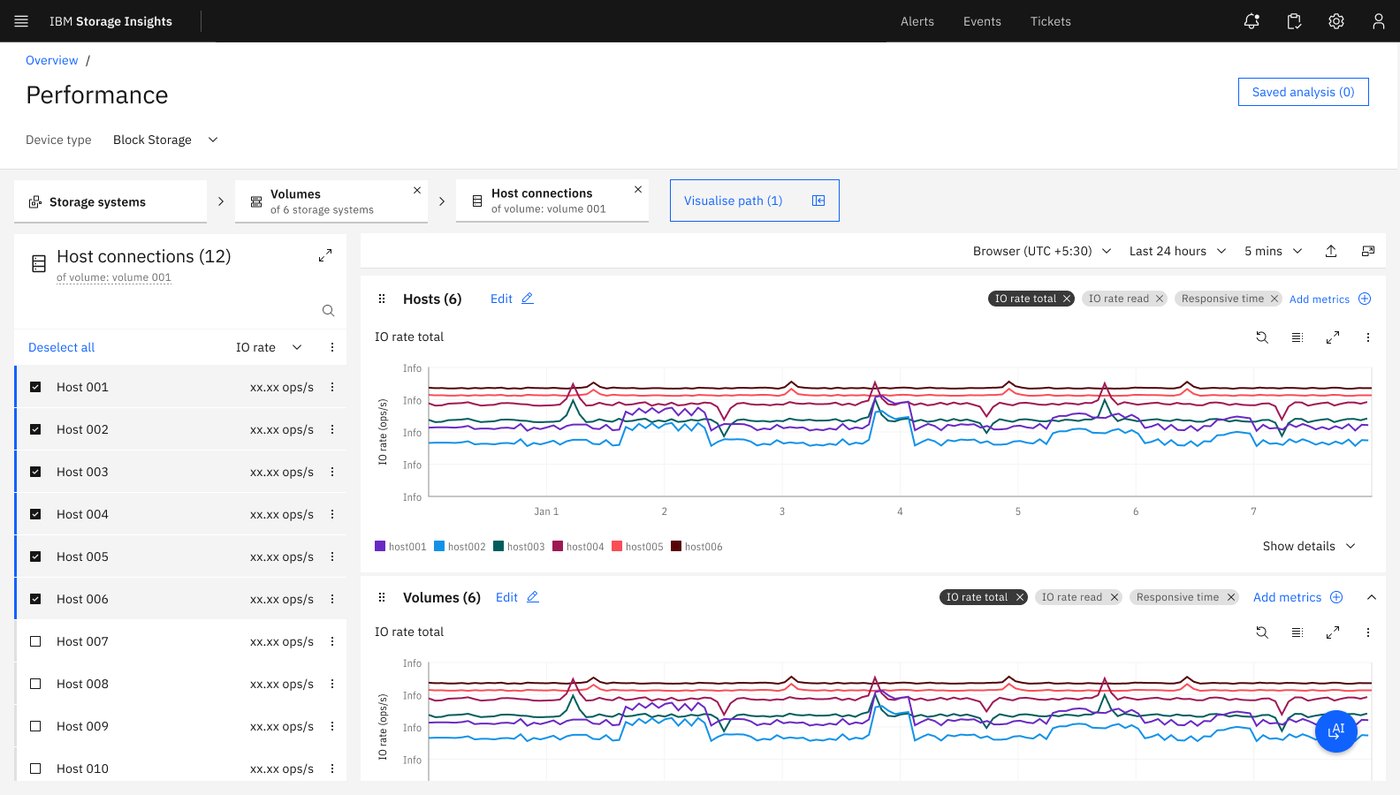 IBM Storage Insights
Alerts Events Tickets
Overview /
Performance
Saved analysis (0)
Device type Block Storage
Storage systems
Volumes
of 6 storage systems
Host connections
of volume: volume 001
Visualise path (1)
Host connections (12)
of volume: volume 001
Deselect all IO rate
Host 001 xx.xx ops/s
Host 002 xx.xx ops/s
Host 003 xx.xx ops/s
Host 004 xx.xx ops/s
Host 005 xx.xx ops/s
Host 006 xx.xx ops/s
Host 007 xx.xx ops/s
Host 008 xx.xx ops/s
Host 009 xx.xx ops/s
Host 010 xx.xx ops/s
Browser (UTC +5:30) Last 24 hours 5 mins
Hosts (6) Edit IO rate total IO rate read Responsive time Add metrics
IO rate total
IO rate (ops/s)
Info
Info
Info
Info
Info
Jan 1 2 3 4 5 6 7
host001 host002 host003 host004 host005 host006
Show details
Volumes (6) Edit IO rate total IO rate read Responsive time Add metrics
IO rate total
IO rate (ops/s)
Info
Info
Info
Info
AI